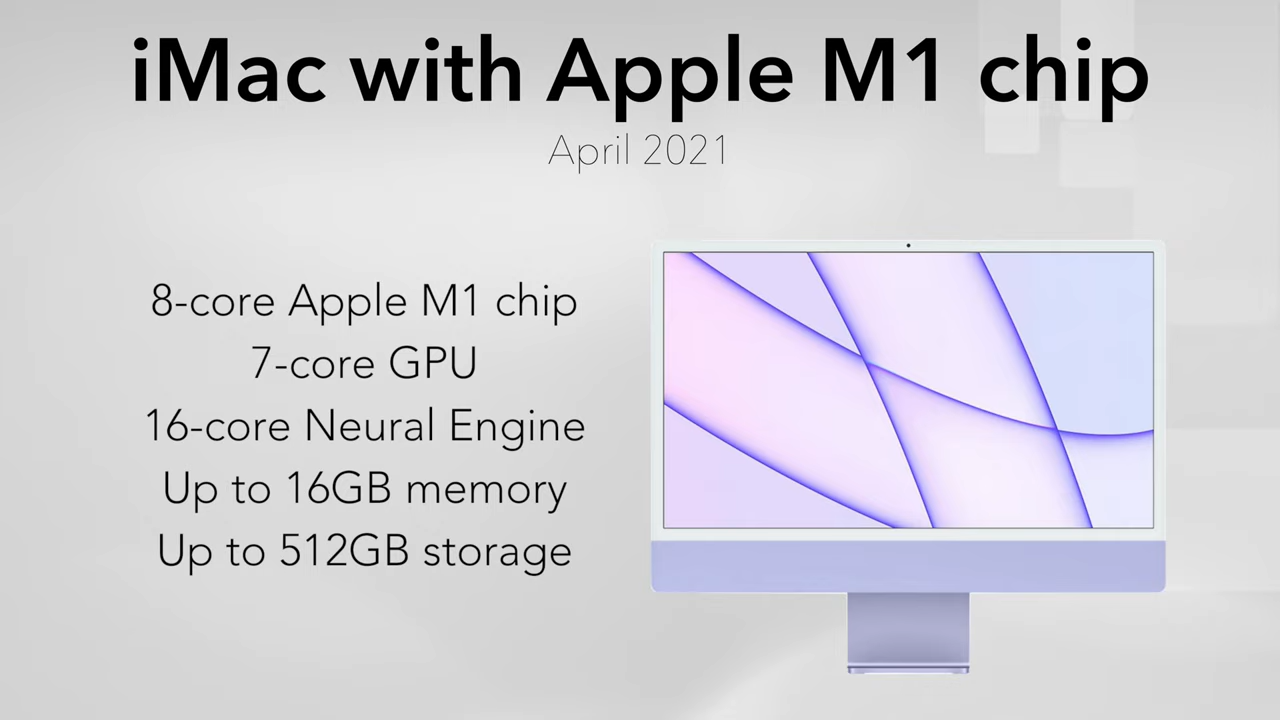 iMac with Apple M1 chip
April 2021
8-core Apple M1 chip
7-core GPU
16-core Neural Engine
Up to 16GB memory
Up to 512GB storage